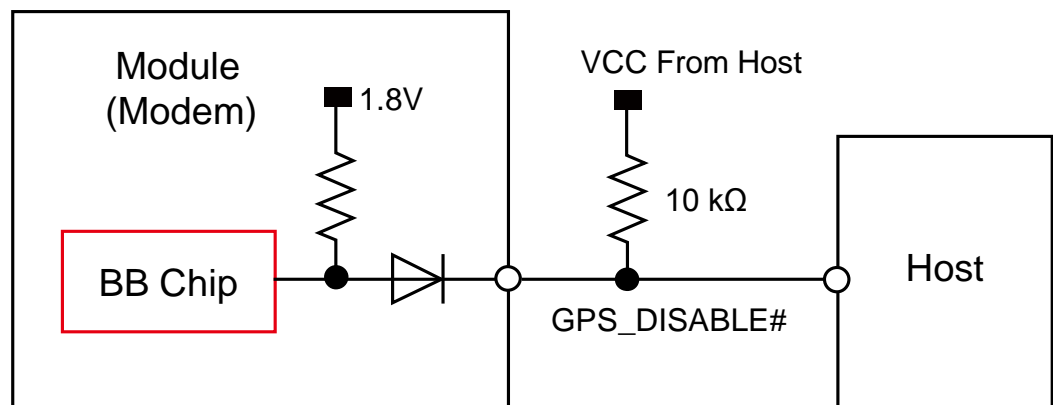 Module
(Modem)
1.8V
VCC From Host
10 kΩ
BB Chip
GPS_DISABLE#
Host